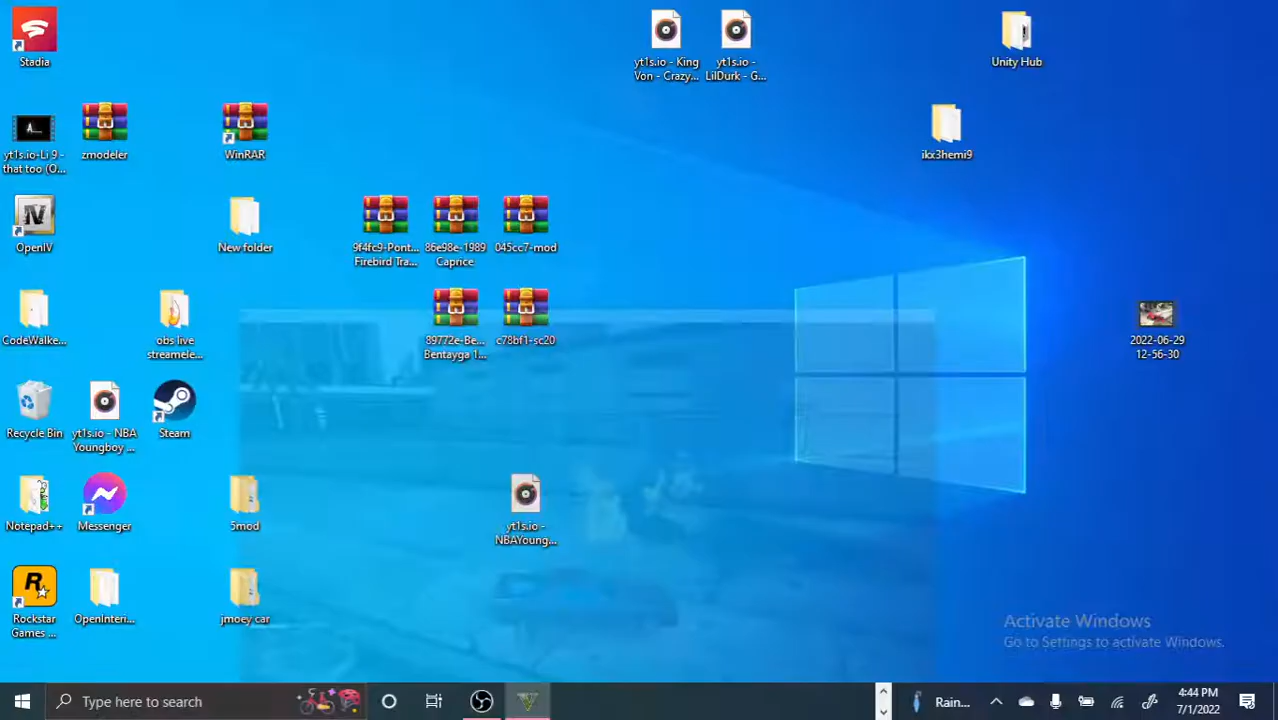 Stadia
yt1s.io - King
Von - Crazy...
yt1s.io -
LilDurk - G...
Unity Hub
yt1s.io-Li 9 -
that too (O...
zmodeler
WinRAR
ikx3hemi9
OpenIV
New folder
9f4fc9-Pont...
Firebird Tra...
86e98e-1989
Caprice
045cc7-mod
CodeWalke...
obs live
streamele...
89772e-Be...
Bentayga 1...
c78bf1-sc20
2022-06-29
12-56-30
Recycle Bin
yt1s.io - NBA
Youngboy ...
Steam
Notepad++
Messenger
5mod
yt1s.io -
NBAYoung...
Rockstar
Games ...
OpenInteri...
jmoey car
Activate Windows
Go to Settings to activate Windows.
Type here to search
Rain...
4:44 PM
7/1/2022